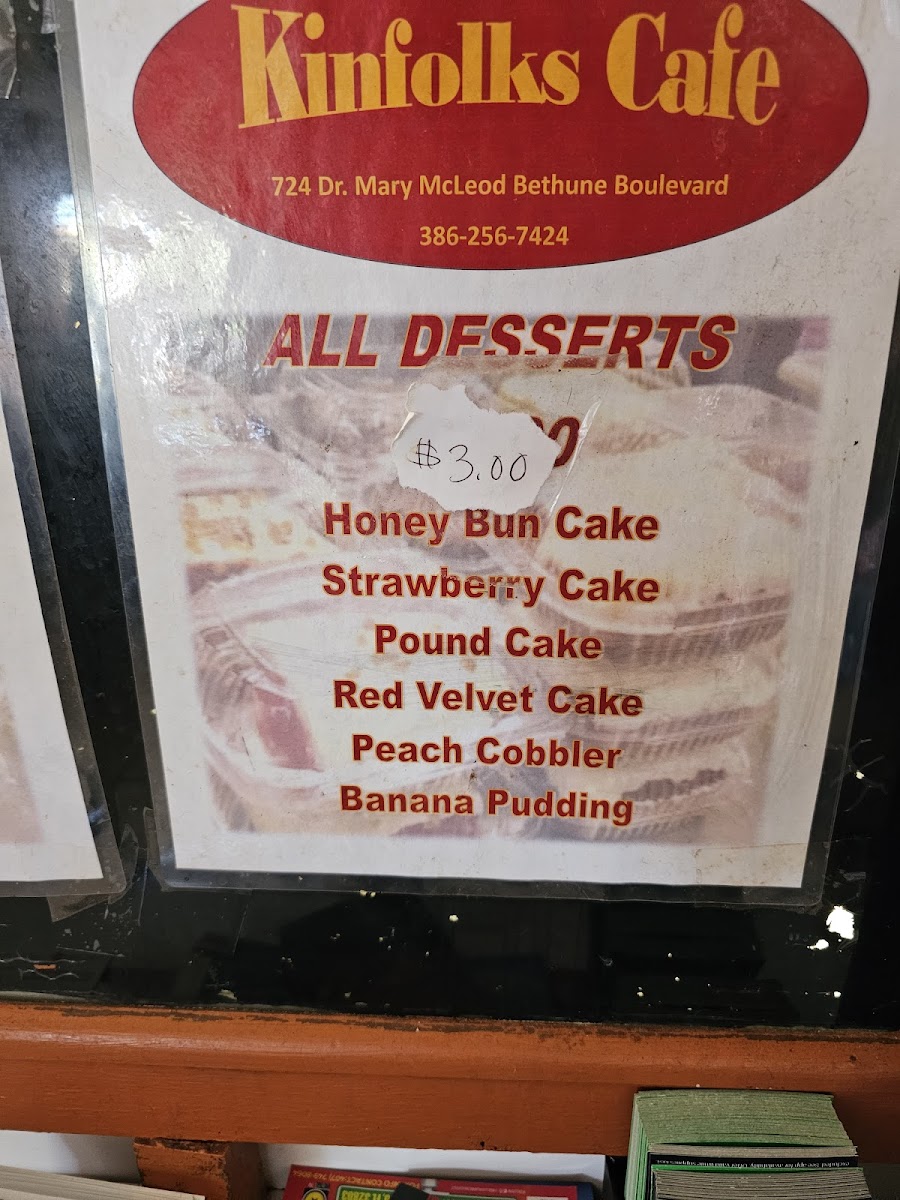 Kinfolks Cafe
724 Dr. Mary McLeod Bethune Boulevard
386-256-7424
ALL DESSERTS
$3.00
Honey Bun Cake
Strawberry Cake
Pound Cake
Red Velvet Cake
Peach Cobbler
Banana Pudding